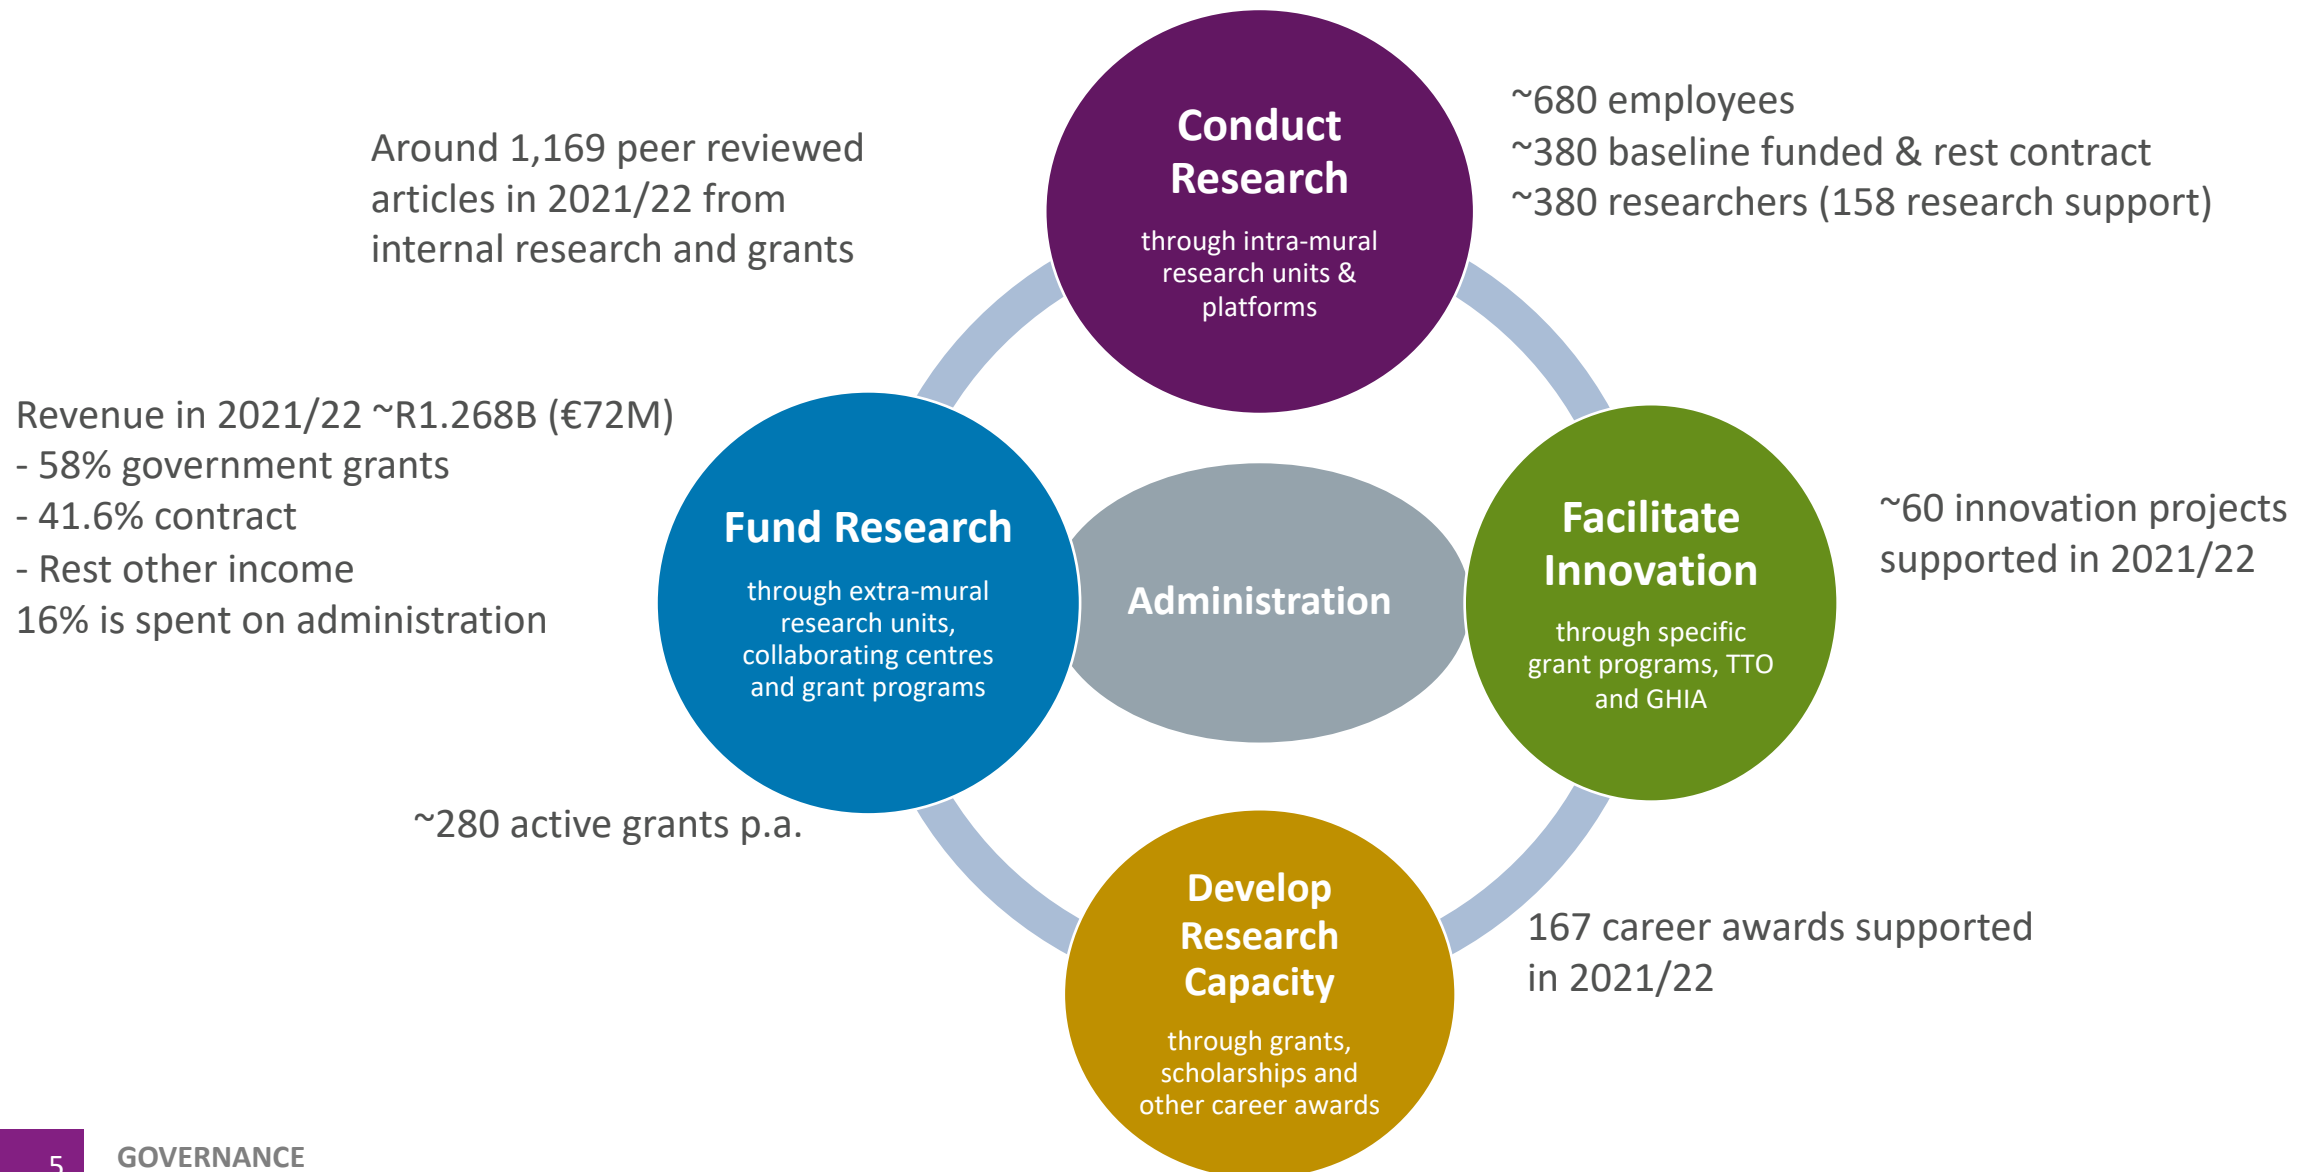 Conduct
Research
through intra-mural
research units &
platforms
~680 employees
~380 baseline funded & rest contract
~380 researchers (158 research support)
Around 1,169 peer reviewed
articles in 2021/22 from
internal research and grants
Revenue in 2021/22 ~R1.268B (€72M)
- 58% government grants
- 41.6% contract
- Rest other income
16% is spent on administration
Fund Research
through extra-mural
research units,
collaborating centres
and grant programs
Administration
Facilitate
Innovation
through specific
grant programs, TTO
and GHIA
~60 innovation projects
supported in 2021/22
~280 active grants p.a.
Develop
Research
Capacity
through grants,
scholarships and
other career awards
167 career awards supported
in 2021/22
5
GOVERNANCE